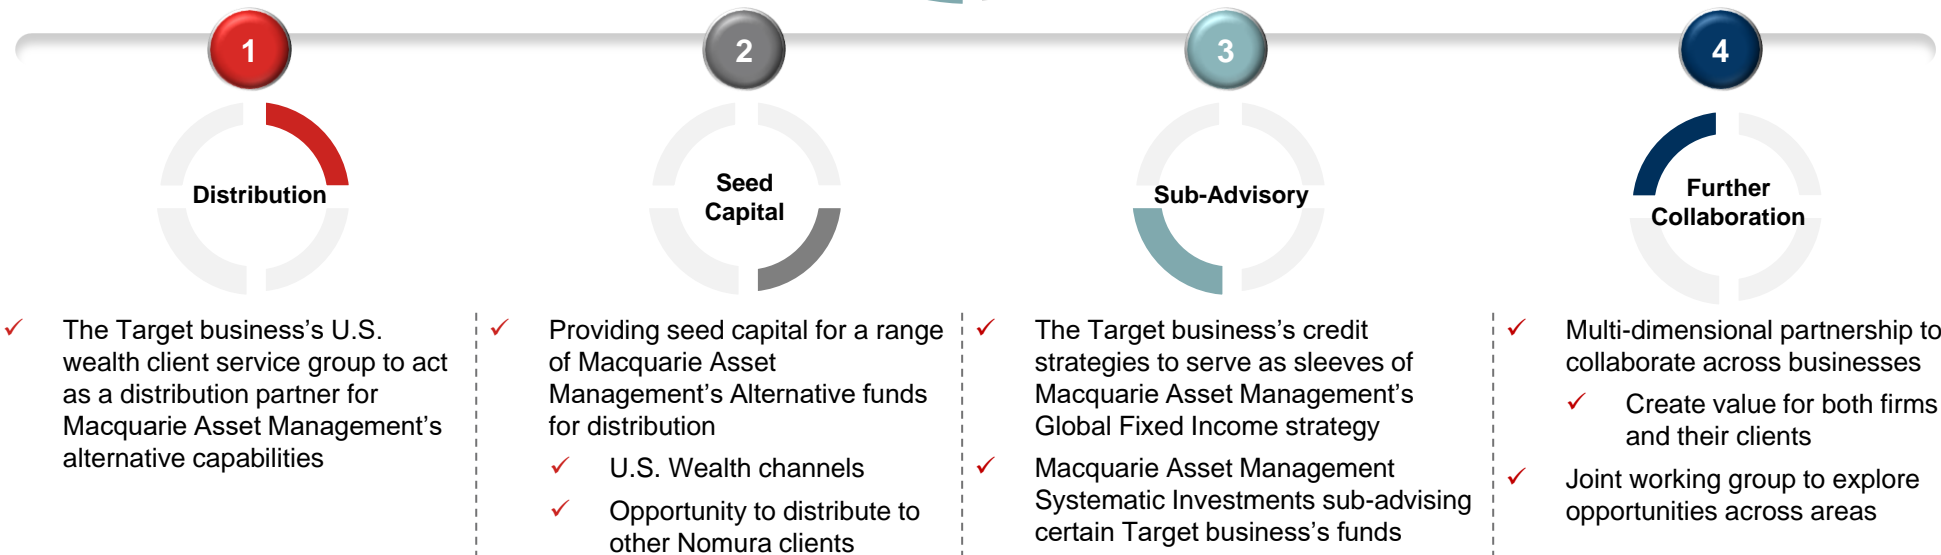 1
2
3
4
Distribution
Seed
Capital
Sub-Advisory
Further
Collaboration
The Target business's U.S.
wealth client service group to act
as a distribution partner for
Macquarie Asset Management's
alternative capabilities
Providing seed capital for a range
of Macquarie Asset
Management's Alternative funds
for distribution
U.S. Wealth channels
Opportunity to distribute to
other Nomura clients
The Target business's credit
strategies to serve as sleeves of
Macquarie Asset Management's
Global Fixed Income strategy
Macquarie Asset Management
Systematic Investments sub-advising
certain Target business's funds
Multi-dimensional partnership to
collaborate across businesses
Create value for both firms
and their clients
Joint working group to explore
opportunities across areas